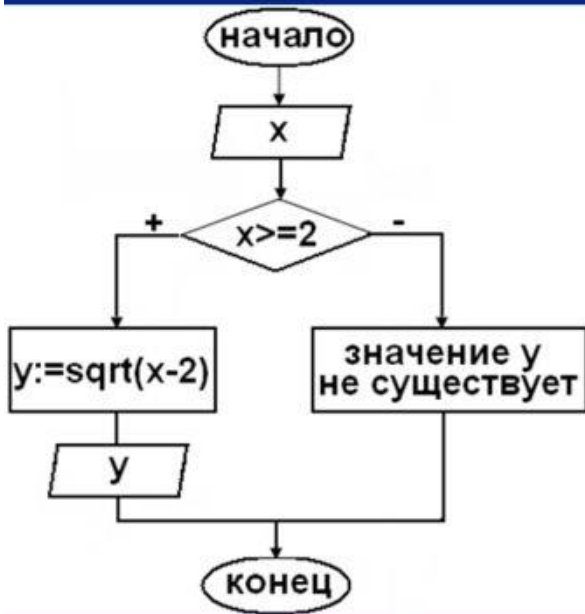 начало
x
x>=2
+
-
y:=sqrt(x-2)
значение y
не существует
y
конец